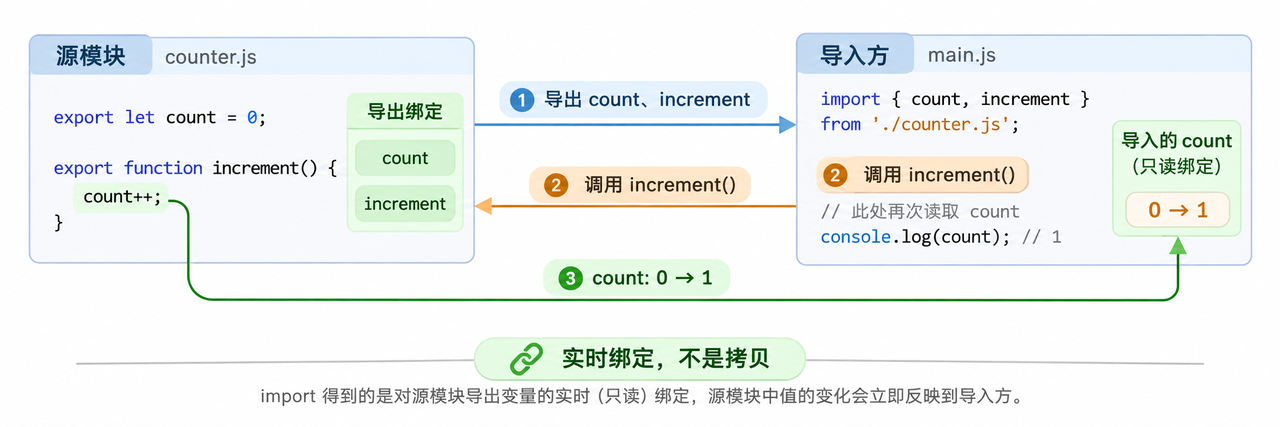 源模块 counter.js
export let count = 0;
export function increment() {
count++;
}
导出绑定
count
increment
1 导出 count、increment
2 调用 increment()
3 count: 0 → 1
导入方 main.js
import { count, increment }
from './counter.js';
2 调用 increment()
// 此处再次读取 count
console.log(count); // 1
导入的 count
（只读绑定）
0 → 1
实时绑定，不是拷贝
import 得到的是对源模块导出变量的实时（只读）绑定，源模块中值的变化会立即反映到导入方。